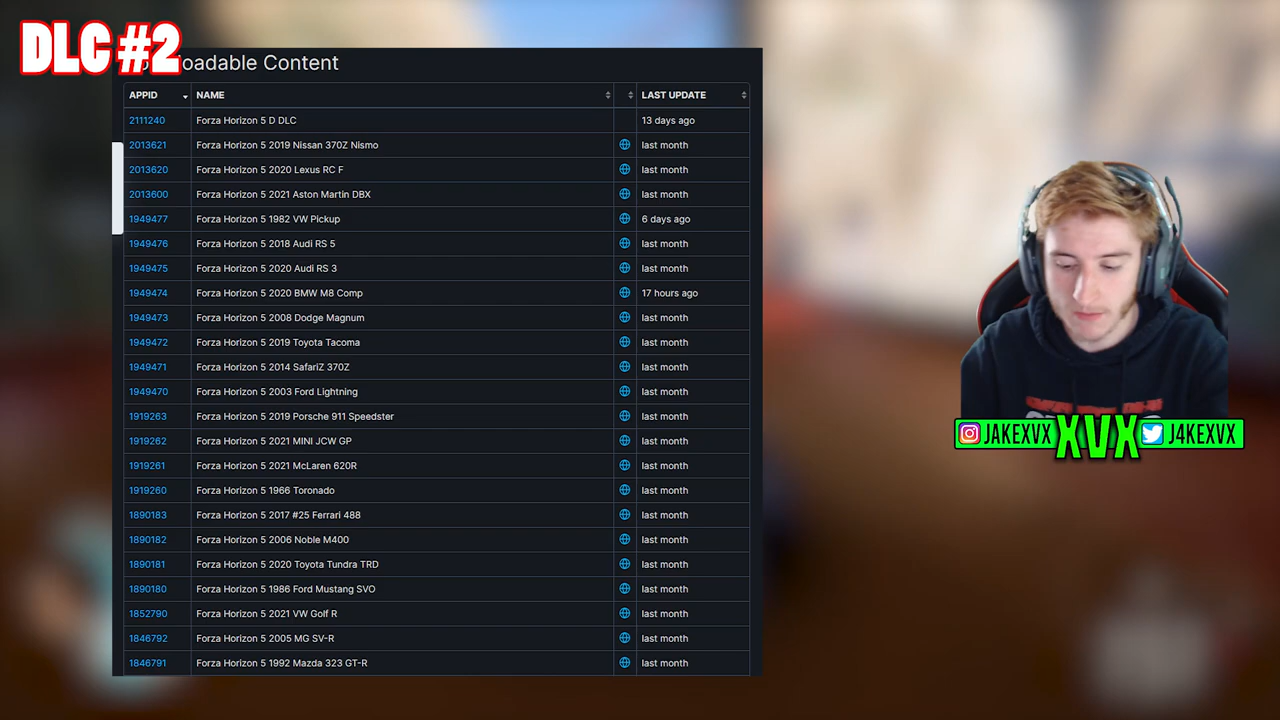 DLC #2
loadable Content
APPID NAME LAST UPDATE
2111240 Forza Horizon 5 D DLC 13 days ago
2013621 Forza Horizon 5 2019 Nissan 370Z Nismo last month
2013620 Forza Horizon 5 2020 Lexus RC F last month
2013600 Forza Horizon 5 2021 Aston Martin DBX last month
1949477 Forza Horizon 5 1982 VW Pickup 6 days ago
1949476 Forza Horizon 5 2018 Audi RS 5 last month
1949475 Forza Horizon 5 2020 Audi RS 3 last month
1949474 Forza Horizon 5 2020 BMW M8 Comp 17 hours ago
1949473 Forza Horizon 5 2008 Dodge Magnum last month
1949472 Forza Horizon 5 2019 Toyota Tacoma last month
1949471 Forza Horizon 5 2014 SafariZ 370Z last month
1949470 Forza Horizon 5 2003 Ford Lightning last month
1919263 Forza Horizon 5 2019 Porsche 911 Speedster last month
1919262 Forza Horizon 5 2021 MINI JCW GP last month
1919261 Forza Horizon 5 2021 McLaren 620R last month
1919260 Forza Horizon 5 1966 Toronado last month
1890183 Forza Horizon 5 2017 #25 Ferrari 488 last month
1890182 Forza Horizon 5 2006 Noble M400 last month
1890181 Forza Horizon 5 2020 Toyota Tundra TRD last month
1890180 Forza Horizon 5 1986 Ford Mustang SVO last month
1852790 Forza Horizon 5 2021 VW Golf R last month
1846792 Forza Horizon 5 2005 MG SV-R last month
1846791 Forza Horizon 5 1992 Mazda 323 GT-R last month
JAKEXVX XVX J4KEXVX